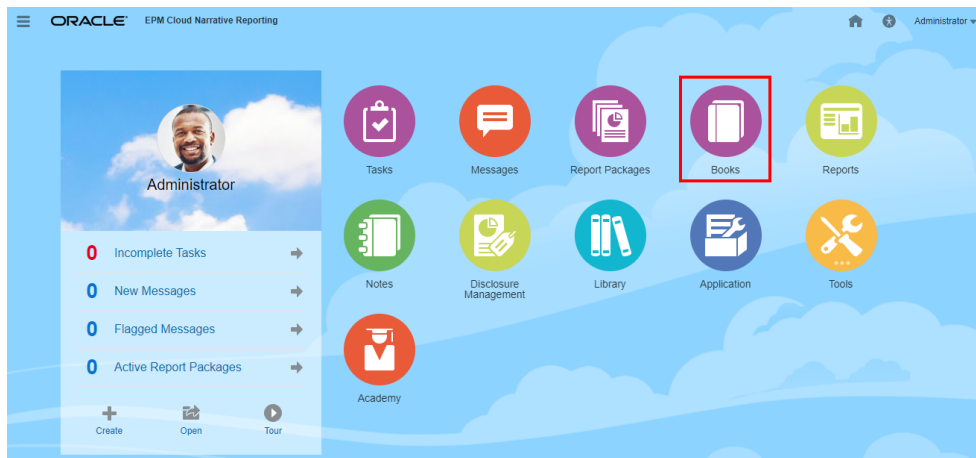 ORACLE® EPM Cloud Narrative Reporting Administrator
Administrator
0 Incomplete Tasks
0 New Messages
0 Flagged Messages
0 Active Report Packages
Create Open Tour
Tasks Messages Report Packages Books Reports
Notes Disclosure Library Application Tools
Management
Academy